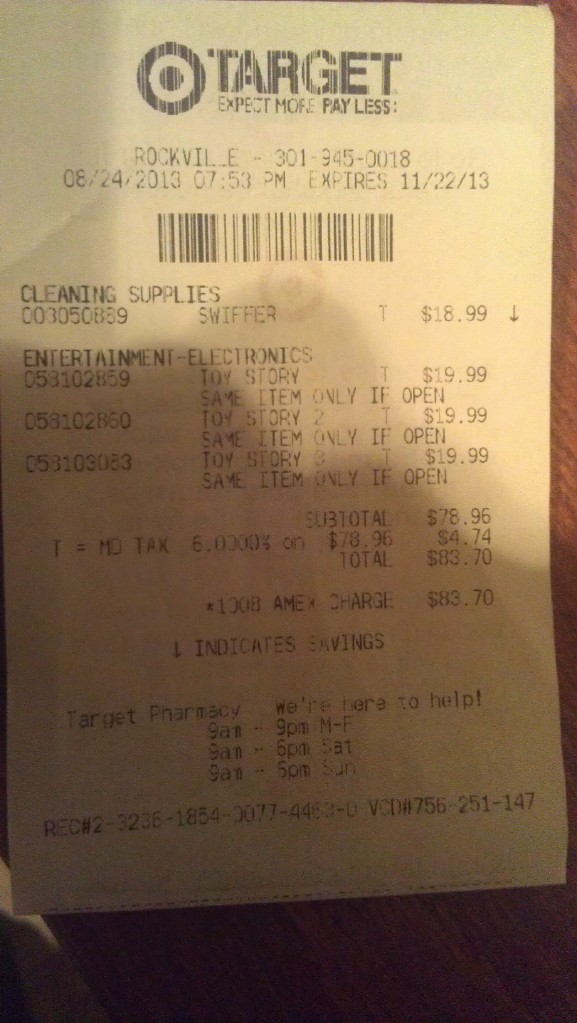 TARGET
EXPECT MORE PAY LESS.
ROCKVILLE - 301-945-0018
08/24/2013 07:53 PM EXPIRES 11/22/13
CLEANING SUPPLIES
003050889 SWIFFER T $18.99 ↓
ENTERTAINMENT-ELECTRONICS
058102859 TOY STORY T $19.99
SAME ITEM ONLY IF OPEN
058102860 TOY STORY 2 T $19.99
SAME ITEM ONLY IF OPEN
058103083 TOY STORY 3 T $19.99
SAME ITEM ONLY IF OPEN
SUBTOTAL $78.96
T = MD TAX 6.0000% on $78.96 $4.74
TOTAL $83.70
*1008 AMEX CHARGE $83.70
↓ INDICATES SAVINGS
Target Pharmacy We're here to help!
9am - 9pm M-F
9am - 6pm Sat
9am - 5pm Sun
REC#2-3236-1854-0077-4463-0 VCD#756-251-147